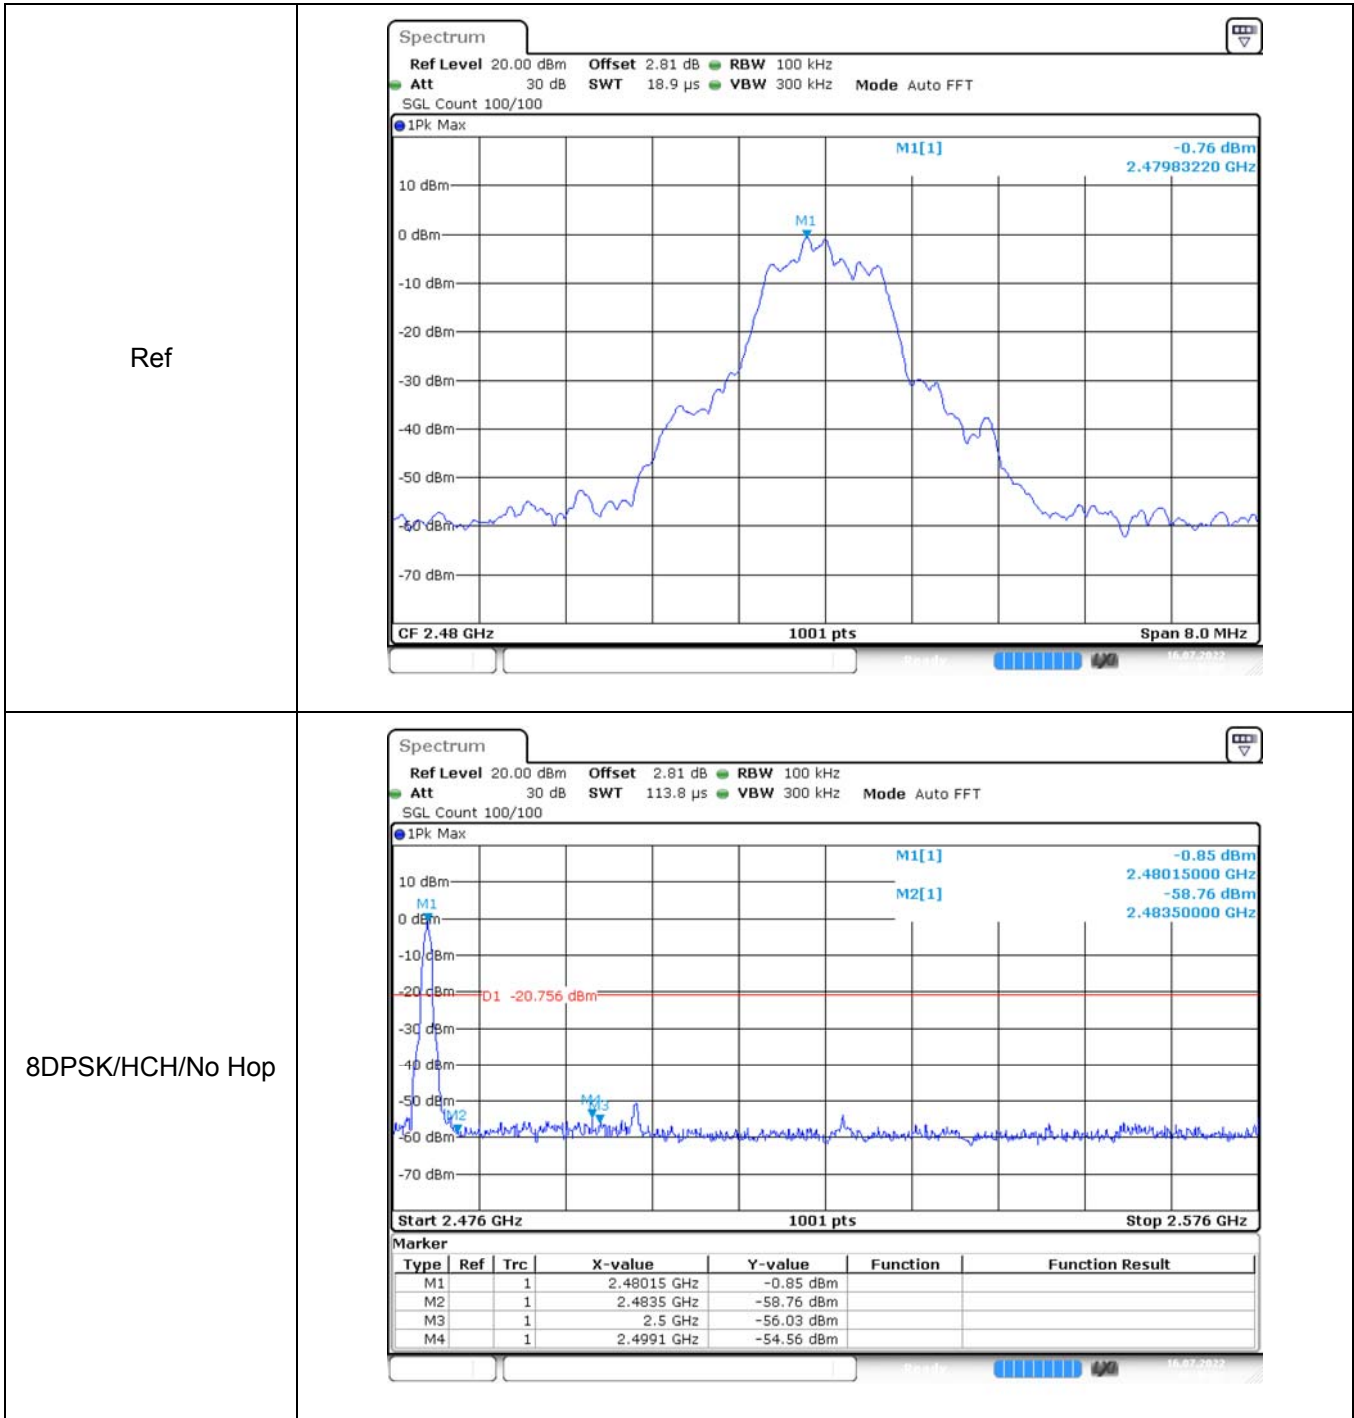 Ref
Spectrum
Ref Level 20.00 dBm Offset 2.81 dB RBW 100 kHz
Att 30 dB SWT 18.9 µs VBW 300 kHz Mode Auto FFT
SGL Count 100/100
1Pk Max
M1[1] -0.76 dBm
2.47983220 GHz
10 dBm
M1
0 dBm
-10 dBm
-20 dBm
-30 dBm
-40 dBm
-50 dBm
-60 dBm
-70 dBm
CF 2.48 GHz 1001 pts Span 8.0 MHz
Ready 16.07.2022
8DPSK/HCH/No Hop
Spectrum
Ref Level 20.00 dBm Offset 2.81 dB RBW 100 kHz
Att 30 dB SWT 113.8 µs VBW 300 kHz Mode Auto FFT
SGL Count 100/100
1Pk Max
M1[1] -0.85 dBm
2.48015000 GHz
M2[1] -58.76 dBm
2.48350000 GHz
10 dBm
M1
0 dBm
-10 dBm
-20 dBm
D1 -20.756 dBm
-30 dBm
-40 dBm
-50 dBm
M4
M3
M2
-60 dBm
-70 dBm
Start 2.476 GHz 1001 pts Stop 2.576 GHz
Marker
Type Ref Trc X-value Y-value Function Function Result
M1 1 2.48015 GHz -0.85 dBm
M2 1 2.4835 GHz -58.76 dBm
M3 1 2.5 GHz -56.03 dBm
M4 1 2.4991 GHz -54.56 dBm
Ready 16.07.2022